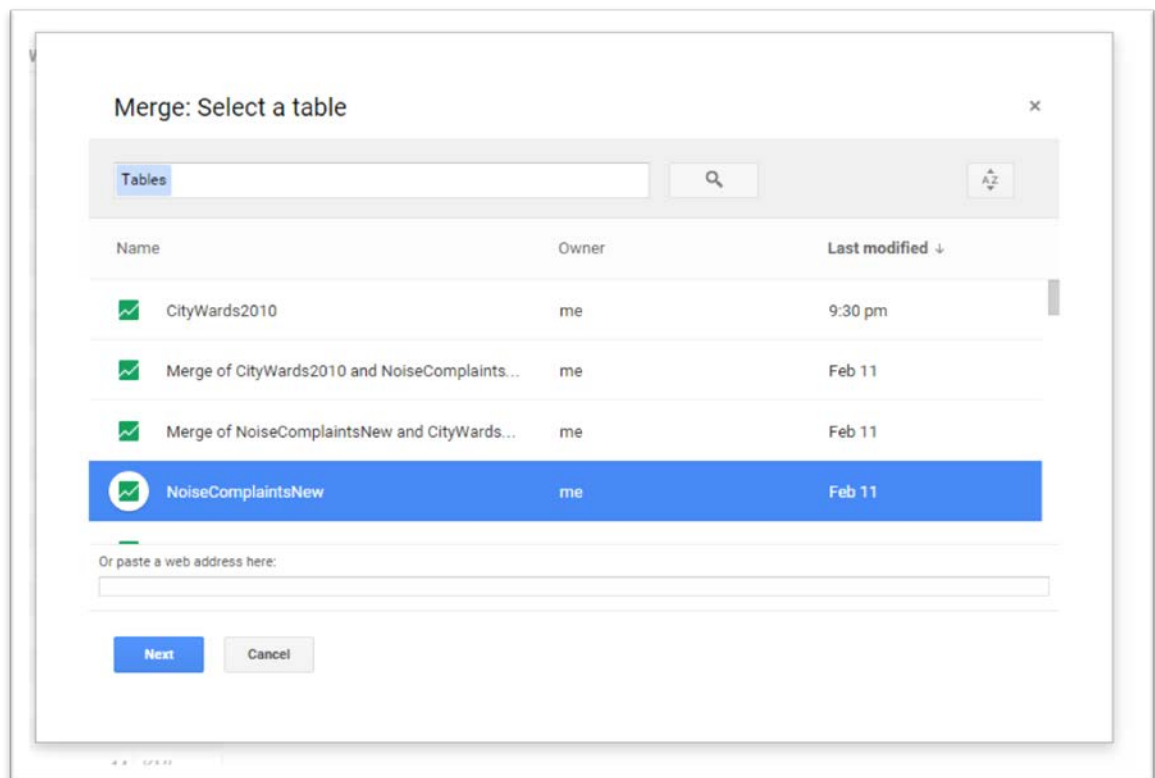 Merge: Select a table
Tables
AZ
Name Owner Last modified
CityWards2010 me 9:30 pm
Merge of CityWards2010 and NoiseComplaints... me Feb 11
Merge of NoiseComplaintsNew and CityWards... me Feb 11
NoiseComplaintsNew me Feb 11
Or paste a web address here:
Next Cancel